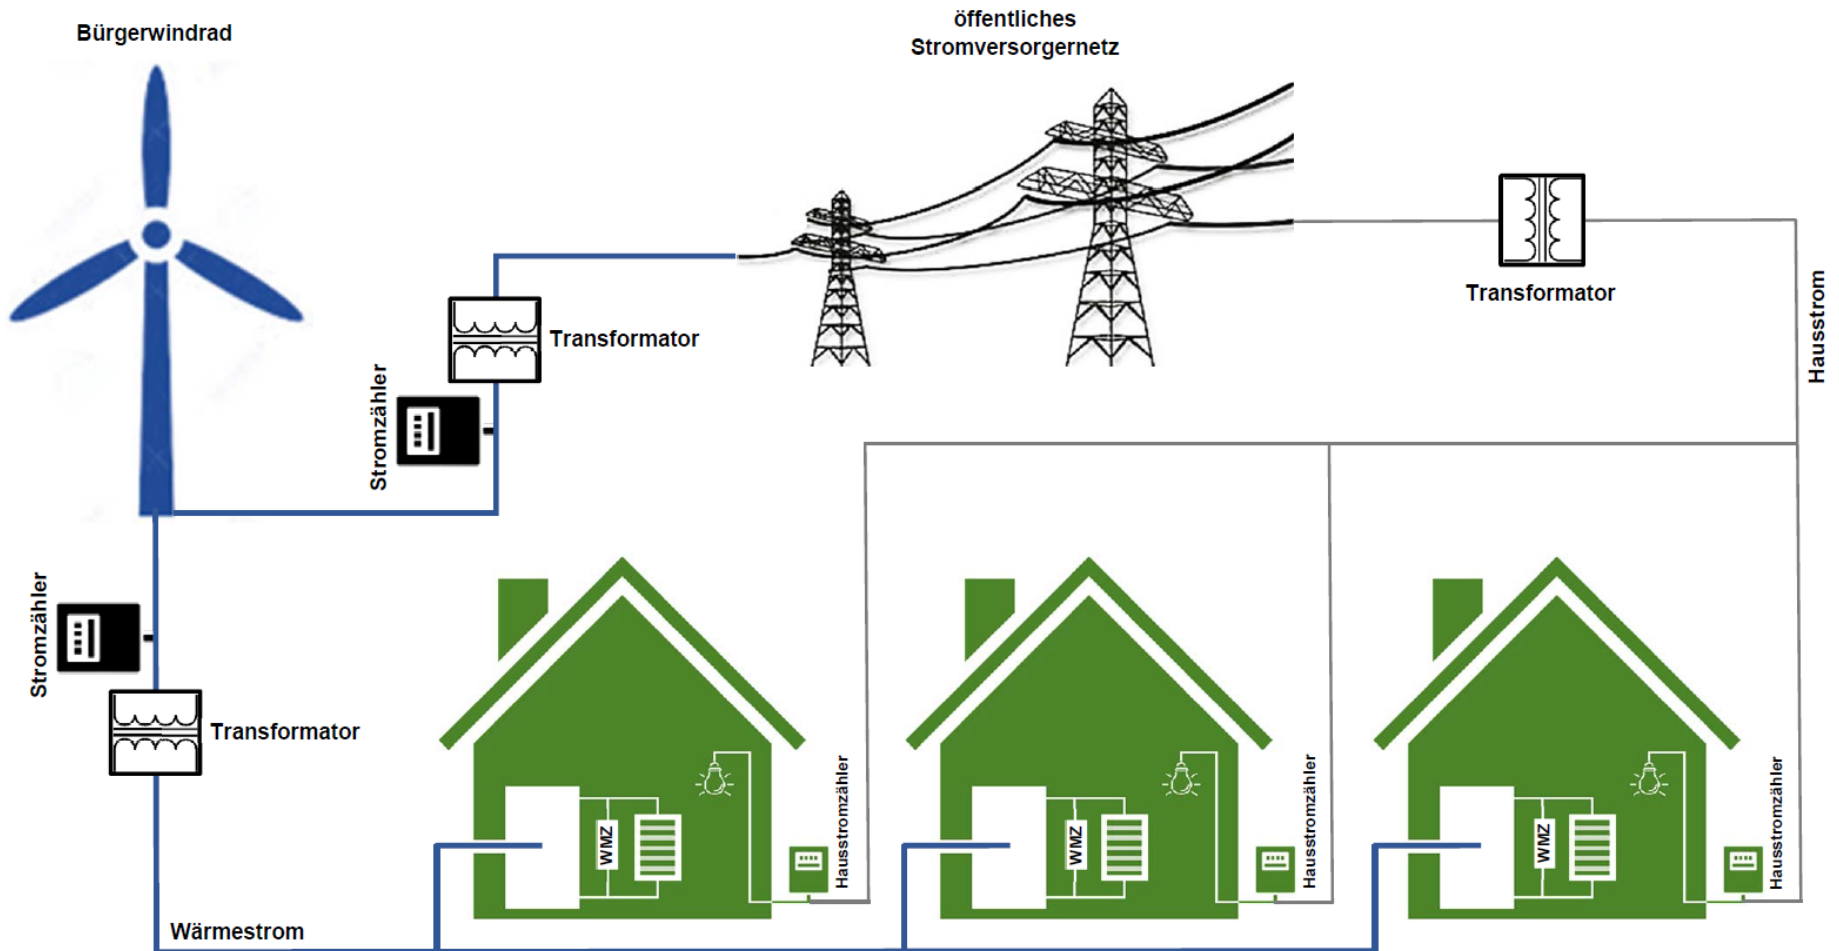 Bürgerwindrad
öffentliches
Stromversorgernetz
Transformator
Hausstrom
Transformator
Stromzähler
Stromzähler
Transformator
WMZ
Hausstromzähler
WMZ
Hausstromzähler
WMZ
Hausstromzähler
Wärmestrom